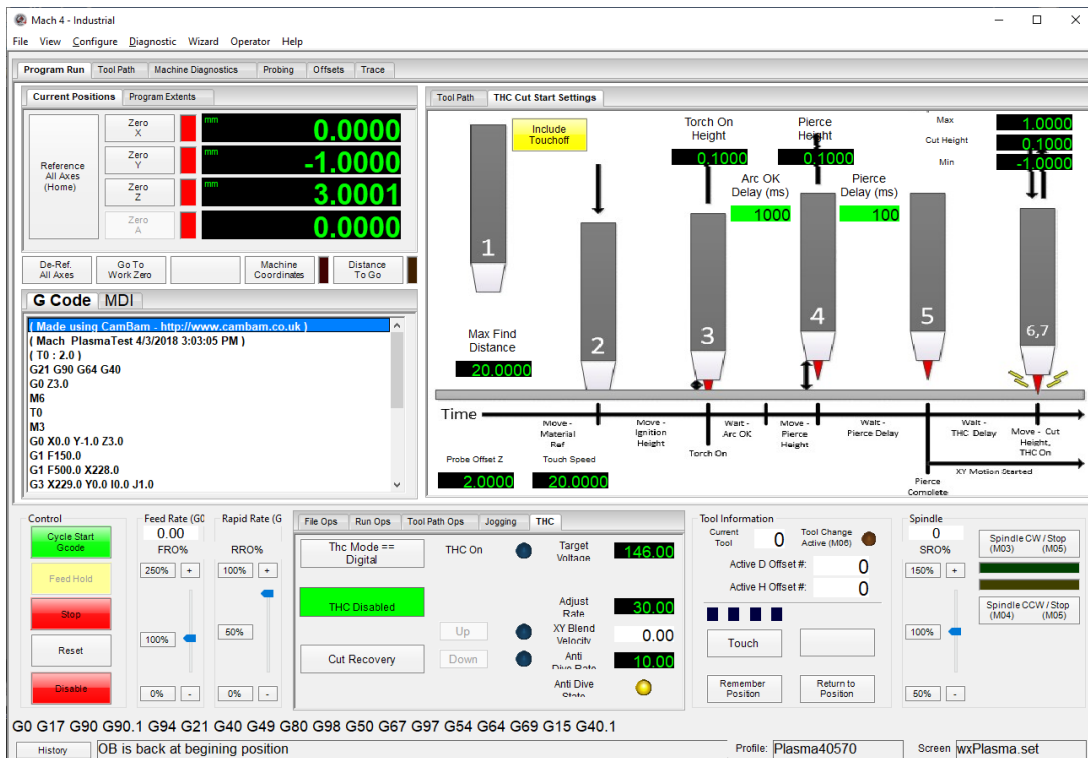 Mach 4 - Industrial
File View Configure Diagnostic Wizard Operator Help
Program Run Tool Path Machine Diagnostics Probing Offsets Trace
Current Positions Program Extents
Reference All Axes (Home)
Zero X mm 0.0000
Zero Y mm -1.0000
Zero Z mm 3.0001
Zero A 0.0000
De-Ref. All Axes
Go To Work Zero
Machine Coordinates
Distance To Go
G Code MDI
( Made using CamBam - http://www.cambam.co.uk )
( Mach PlasmaTest 4/3/2018 3:03:05 PM )
( T0 : 2.0 )
G21 G90 G64 G40
G0 Z3.0
M6
T0
M3
G0 X0.0 Y-1.0 Z3.0
G1 F150.0
G1 F500.0 X228.0
G3 X229.0 Y0.0 I0.0 J1.0
Tool Path THC Cut Start Settings
Include Touchoff
Torch On Height
0.1000
Pierce Height
0.1000
Max 1.0000
Cut Height 0.1000
Min -1.0000
Arc OK Delay (ms)
1000
Pierce Delay (ms)
100
1
2
3
4
5
6,7
Max Find Distance
20.0000
Time
Move - Material Ref
Move - Ignition Height
Torch On
Wait - Arc OK
Move - Pierce Height
Wait - Pierce Delay
Pierce Complete
Wait - THC Delay
Move - Cut Height, THC On
XY Motion Started
Probe Offset Z
2.0000
Touch Speed
20.0000
Control
Cycle Start Gcode
Feed Hold
Stop
Reset
Disable
Feed Rate (G0
0.00
FRO%
250% +
100%
0% -
Rapid Rate (G
RRO%
100% +
50%
0% -
File Ops Run Ops Tool Path Ops Jogging THC
Thc Mode == Digital
THC On
Target Voltage 146.00
THC Disabled
Adjust Rate 30.00
Up
XY Blend Velocity 0.00
Cut Recovery
Down
Anti Dive Rate 10.00
Anti Dive State
Tool Information
Current Tool 0
Tool Change Active (M06)
Active D Offset #: 0
Active H Offset #: 0
Touch
Remember Position
Return to Position
Spindle
0
SRO%
150% +
100%
50% -
Spindle CW / Stop
(M03) (M05)
Spindle CCW / Stop
(M04) (M05)
G0 G17 G90 G90.1 G94 G21 G40 G49 G80 G98 G50 G67 G97 G54 G64 G69 G15 G40.1
History OB is back at begining position Profile: Plasma40570 Screen wxPlasma.set